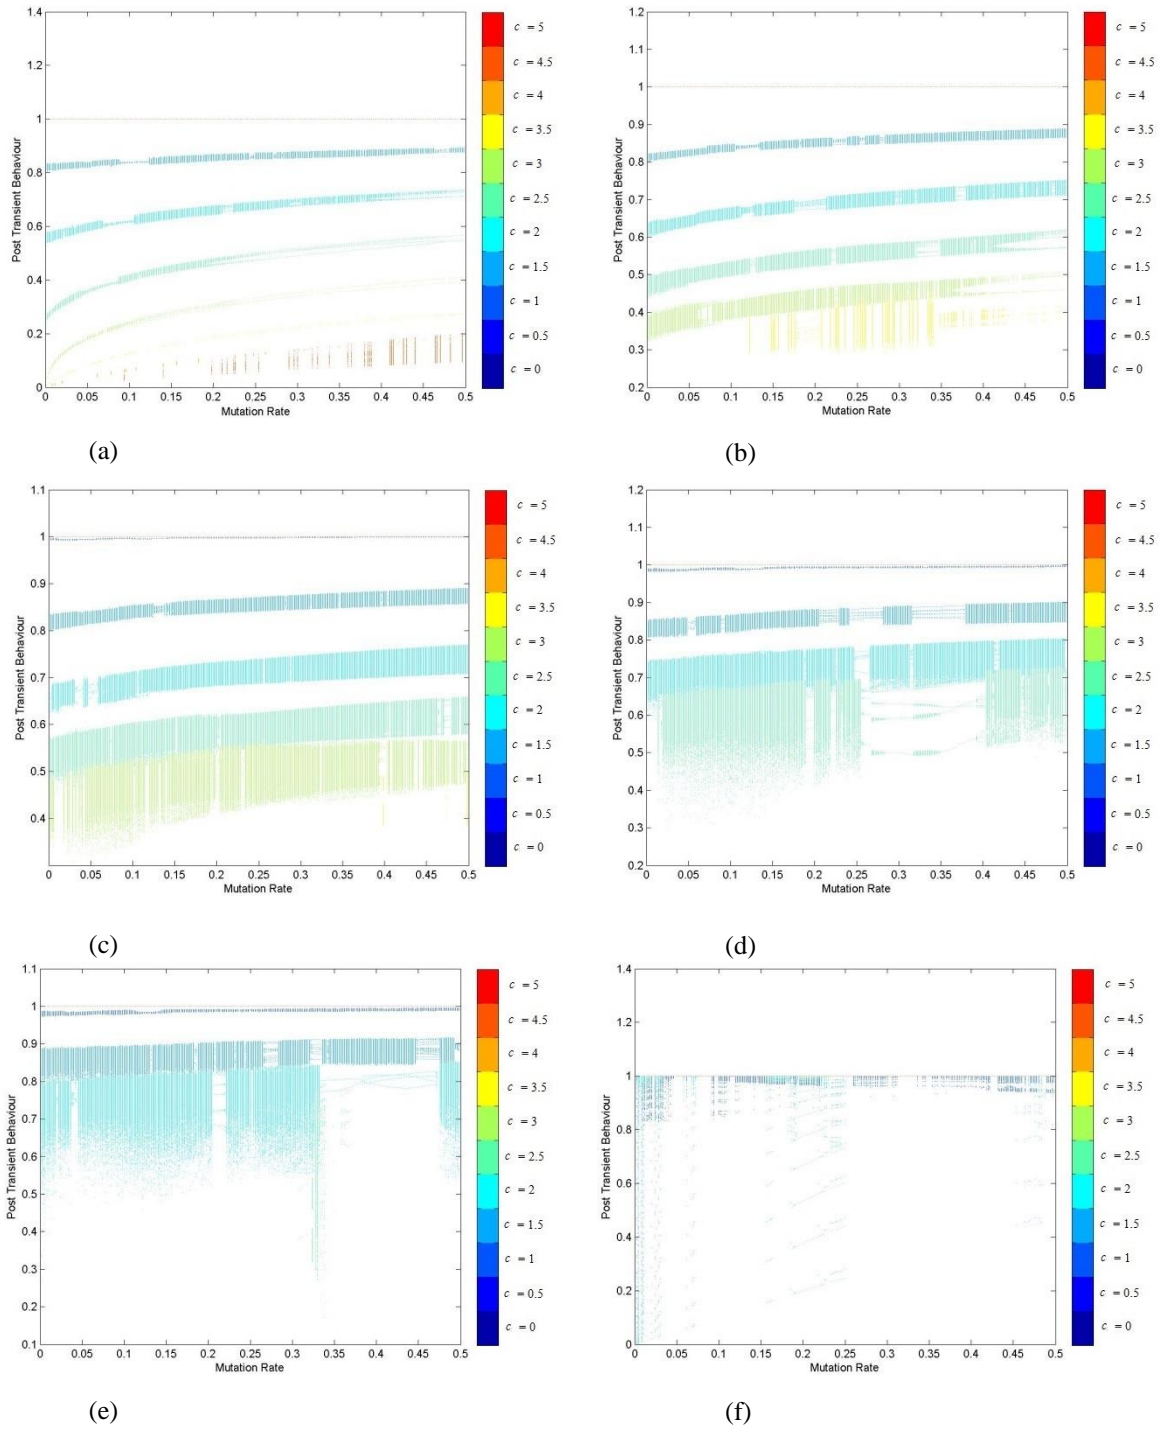 1.4
1.2
1
0.8
0.6
0.4
0.2
0
0 0.05 0.1 0.15 0.2 0.25 0.3 0.35 0.4 0.45 0.5
Mutation Rate
Post Transient Behaviour
c = 5
c = 4.5
c = 4
c = 3.5
c = 3
c = 2.5
c = 2
c = 1.5
c = 1
c = 0.5
c = 0
(a)
1.2
1.1
1
0.9
0.8
0.7
0.6
0.5
0.4
0.3
0.2
0 0.05 0.1 0.15 0.2 0.25 0.3 0.35 0.4 0.45 0.5
Mutation Rate
Post Transient Behaviour
c = 5
c = 4.5
c = 4
c = 3.5
c = 3
c = 2.5
c = 2
c = 1.5
c = 1
c = 0.5
c = 0
(b)
1.1
1
0.9
0.8
0.7
0.6
0.5
0.4
0 0.05 0.1 0.15 0.2 0.25 0.3 0.35 0.4 0.45 0.5
Mutation Rate
Post Transient Behaviour
c = 5
c = 4.5
c = 4
c = 3.5
c = 3
c = 2.5
c = 2
c = 1.5
c = 1
c = 0.5
c = 0
(c)
1.2
1.1
1
0.9
0.8
0.7
0.6
0.5
0.4
0.3
0.2
0 0.05 0.1 0.15 0.2 0.25 0.3 0.35 0.4 0.45 0.5
Mutation Rate
Post Transient Behaviour
c = 5
c = 4.5
c = 4
c = 3.5
c = 3
c = 2.5
c = 2
c = 1.5
c = 1
c = 0.5
c = 0
(d)
1.1
1
0.9
0.8
0.7
0.6
0.5
0.4
0.3
0.2
0.1
0 0.05 0.1 0.15 0.2 0.25 0.3 0.35 0.4 0.45 0.5
Mutation Rate
Post Transient Behaviour
c = 5
c = 4.5
c = 4
c = 3.5
c = 3
c = 2.5
c = 2
c = 1.5
c = 1
c = 0.5
c = 0
(e)
1.4
1.2
1
0.8
0.6
0.4
0.2
0
0 0.05 0.1 0.15 0.2 0.25 0.3 0.35 0.4 0.45 0.5
Mutation Rate
Post Transient Behaviour
c = 5
c = 4.5
c = 4
c = 3.5
c = 3
c = 2.5
c = 2
c = 1.5
c = 1
c = 0.5
c = 0
(f)